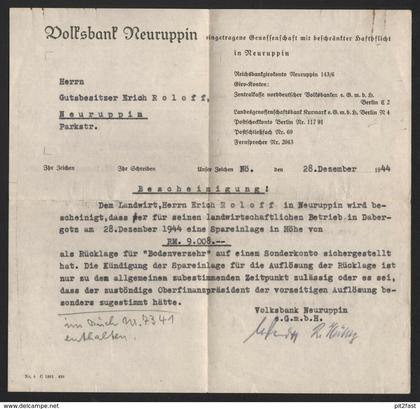 Volksbank Neuruppin eingetragene Genossenschaft mit beschränkter Haftpflicht
in Neuruppin
Herrn
Gutsbesitzer Erich Roloff,
Neuruppin
Parkstr.
Reichsbankgirokonto Neuruppin 143/6
Giro-Konten:
Zentralkasse norddeutscher Volksbanken e.G.m.b.H.
Berlin C 2
Landesgenossenschaftsbank Kurmark e.G.m.b.H. Berlin N 4
Postscheckkonto Berlin Nr. 117 91
Postschließfach Nr. 60
Fernsprecher Nr. 2043
Ihr Zeichen Ihr Schreiben Unser Zeichen Nö. den 28.Dezember 1944
Bescheinigung!
Dem Landwirt,Herrn Erich Roloff in Neuruppin wird be-
scheinigt,dass er für seinen landwirtschaftlichen Betrieb in Daber-
gotz am 28.Dezember 1944 eine Spareinlage in Höhe von
RM. 9.008.--
als Rücklage für "Bodenverzehr" auf einem Sonderkonto sichergestellt
hat. Die Kündigung der Spareinlage für die Auflösung der Rücklage ist
nur zu dem allgemeinen zubestimmenden Zeitpunkt zulässig oder es sei,
dass der zuständige Oberfinanzpräsident der vorzeitigen Auflösung be-
sonders zugestimmt hätte.
Volksbank Neuruppin
e.G.m.b.H.
im Buch Nr. 7341
enthalten.